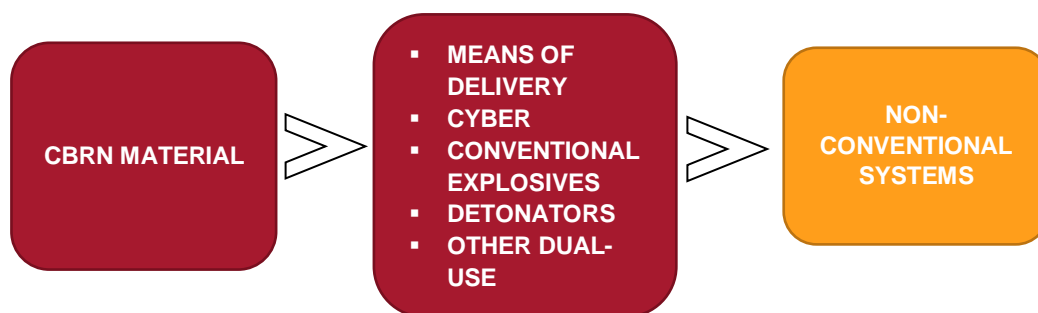 CBRN MATERIAL
▪ MEANS OF
DELIVERY
▪ CYBER
▪ CONVENTIONAL
EXPLOSIVES
▪ DETONATORS
▪ OTHER DUAL-
USE
NON-
CONVENTIONAL
SYSTEMS